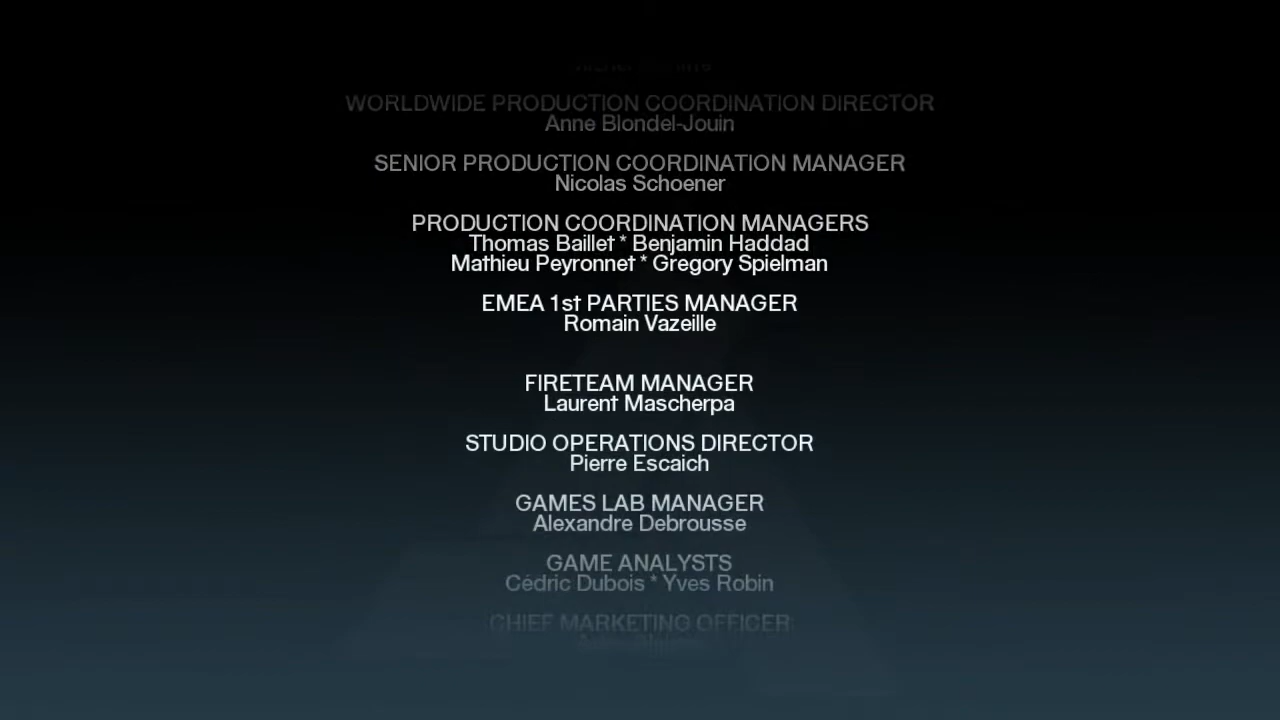 WORLDWIDE PRODUCTION COORDINATION DIRECTOR
Anne Blondel-Jouin
SENIOR PRODUCTION COORDINATION MANAGER
Nicolas Schoener
PRODUCTION COORDINATION MANAGERS
Thomas Baillet * Benjamin Haddad
Mathieu Peyronnet * Gregory Spielman
EMEA 1st PARTIES MANAGER
Romain Vazeille
FIRETEAM MANAGER
Laurent Mascherpa
STUDIO OPERATIONS DIRECTOR
Pierre Escaich
GAMES LAB MANAGER
Alexandre Debrousse
GAME ANALYSTS
Cédric Dubois * Yves Robin
CHIEF MARKETING OFFICER